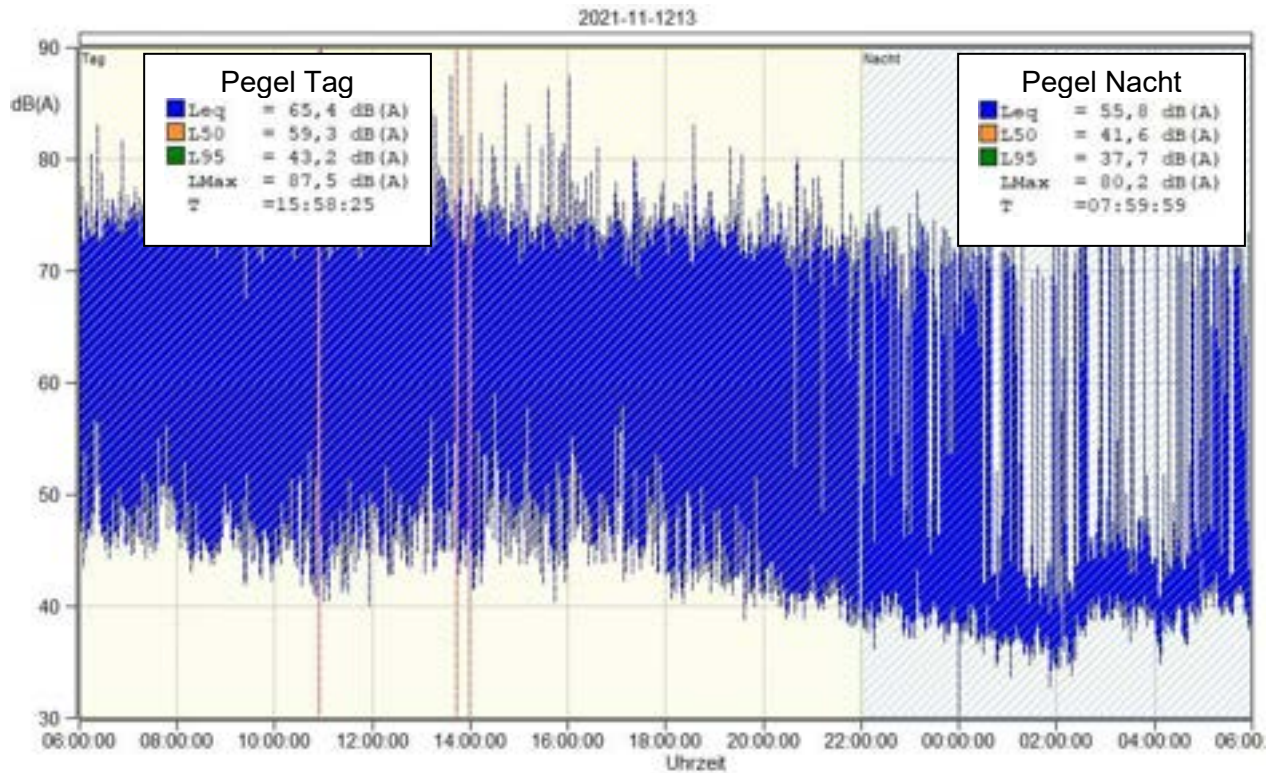 2021-11-1213
90
Tag
Nacht
dB(A)
Pegel Tag
Leq = 65,4 dB(A)
L50 = 59,3 dB(A)
L95 = 43,2 dB(A)
LMax = 87,5 dB(A)
T =15:58:25
Pegel Nacht
Leq = 55,8 dB(A)
L50 = 41,6 dB(A)
L95 = 37,7 dB(A)
LMax = 80,2 dB(A)
T =07:59:59
80
70
60
50
40
30
06:00:00 08:00:00 10:00:00 12:00:00 14:00:00 16:00:00 18:00:00 20:00:00 22:00:00 00:00:00 02:00:00 04:00:00 06:00:
Uhrzeit